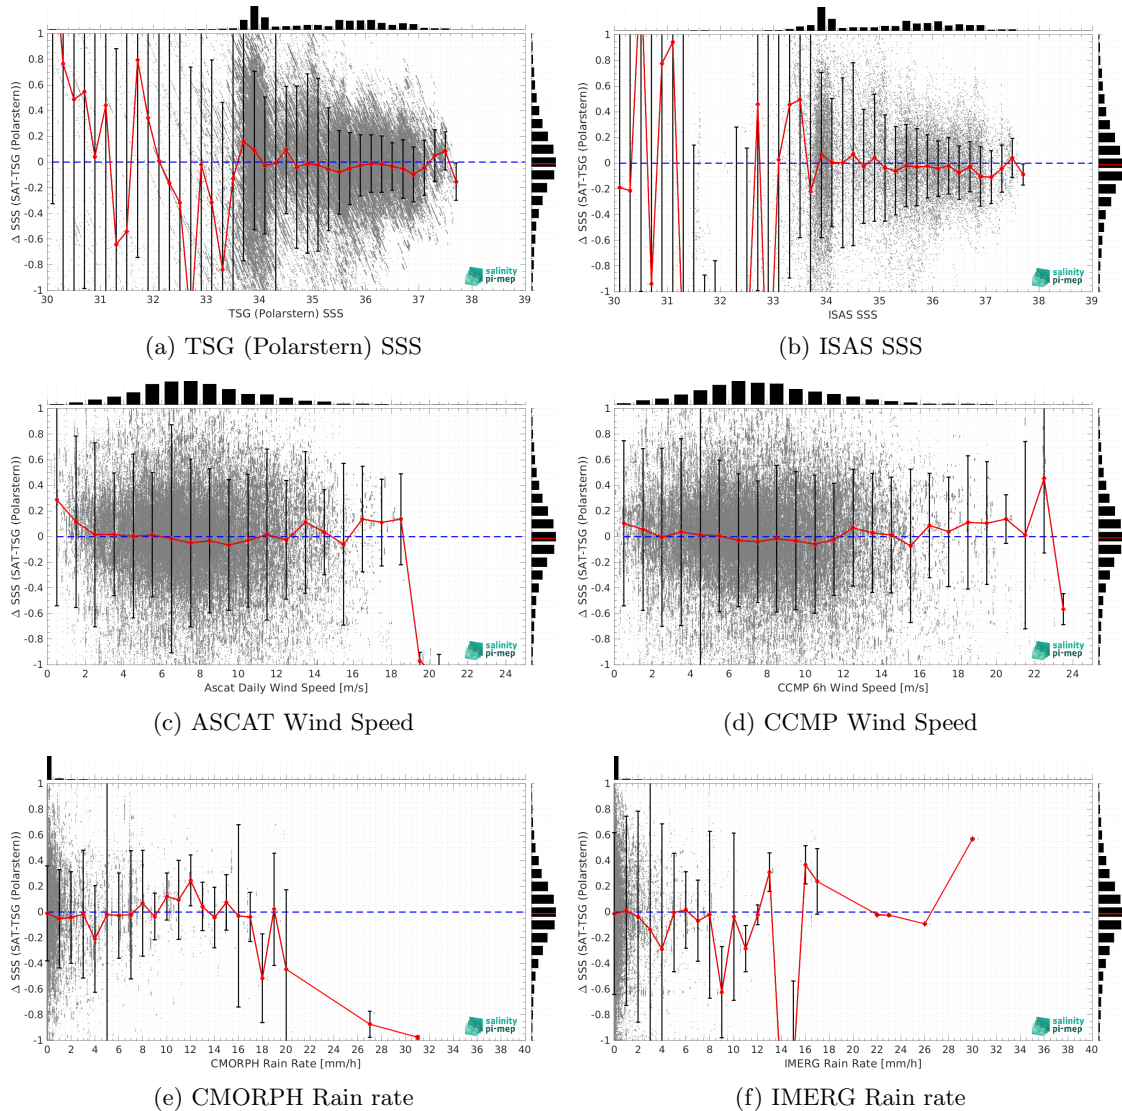 1
0.8
0.6
0.4
0.2
0
-0.2
-0.4
-0.6
-0.8
-1
Δ SSS (SAT-TSG (Polarstern))
30 31 32 33 34 35 36 37 38 39
TSG (Polarstern) SSS
salinity
pi-mep
(a) TSG (Polarstern) SSS
1
0.8
0.6
0.4
0.2
0
-0.2
-0.4
-0.6
-0.8
-1
Δ SSS (SAT-TSG (Polarstern))
30 31 32 33 34 35 36 37 38 39
ISAS SSS
salinity
pi-mep
(b) ISAS SSS
1
0.8
0.6
0.4
0.2
0
-0.2
-0.4
-0.6
-0.8
-1
Δ SSS (SAT-TSG (Polarstern))
0 2 4 6 8 10 12 14 16 18 20 22 24
Ascat Daily Wind Speed [m/s]
salinity
pi-mep
(c) ASCAT Wind Speed
1
0.8
0.6
0.4
0.2
0
-0.2
-0.4
-0.6
-0.8
-1
Δ SSS (SAT-TSG (Polarstern))
0 2 4 6 8 10 12 14 16 18 20 22 24
CCMP 6h Wind Speed [m/s]
salinity
pi-mep
(d) CCMP Wind Speed
1
0.8
0.6
0.4
0.2
0
-0.2
-0.4
-0.6
-0.8
-1
Δ SSS (SAT-TSG (Polarstern))
0 2 4 6 8 10 12 14 16 18 20 22 24 26 28 30 32 34 36 38 40
CMORPH Rain Rate [mm/h]
salinity
pi-mep
(e) CMORPH Rain rate
1
0.8
0.6
0.4
0.2
0
-0.2
-0.4
-0.6
-0.8
-1
Δ SSS (SAT-TSG (Polarstern))
0 2 4 6 8 10 12 14 16 18 20 22 24 26 28 30 32 34 36 38 40
IMERG Rain Rate [mm/h]
salinity
pi-mep
(f) IMERG Rain rate